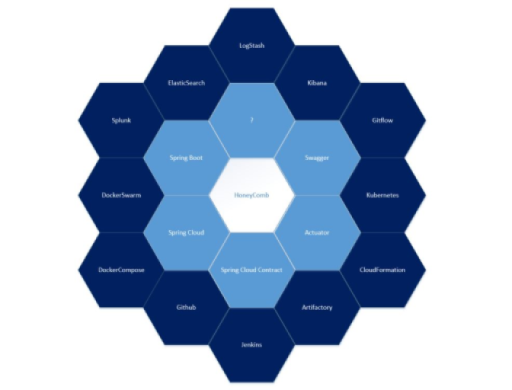 LogStash
ElasticSearch
Kibana
Splunk
?
Gitflow
Spring Boot
Swagger
DockerSwarm
HoneyComb
Kubernetes
Spring Cloud
Actuator
DockerCompose
Spring Cloud Contract
CloudFormation
Github
Artifactory
Jenkins